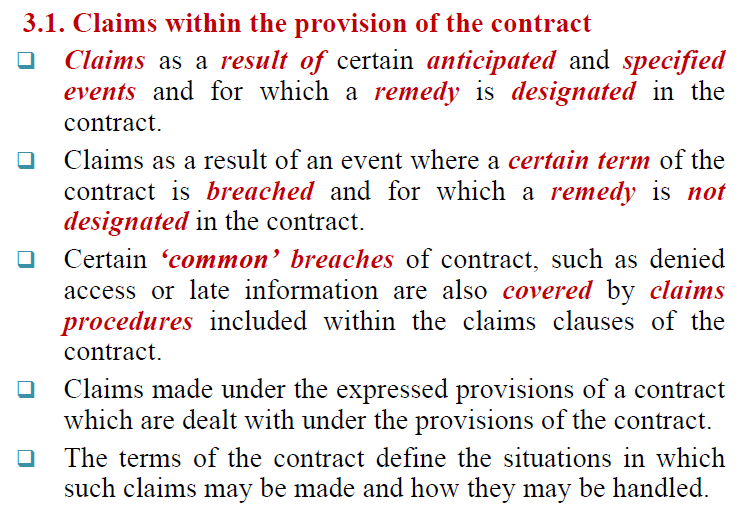 3.1. Claims within the provision of the contract
❑ Claims as a result of certain anticipated and specified
events and for which a remedy is designated in the
contract.
❑ Claims as a result of an event where a certain term of the
contract is breached and for which a remedy is not
designated in the contract.
❑ Certain ‘common’ breaches of contract, such as denied
access or late information are also covered by claims
procedures included within the claims clauses of the
contract.
❑ Claims made under the expressed provisions of a contract
which are dealt with under the provisions of the contract.
❑ The terms of the contract define the situations in which
such claims may be made and how they may be handled.